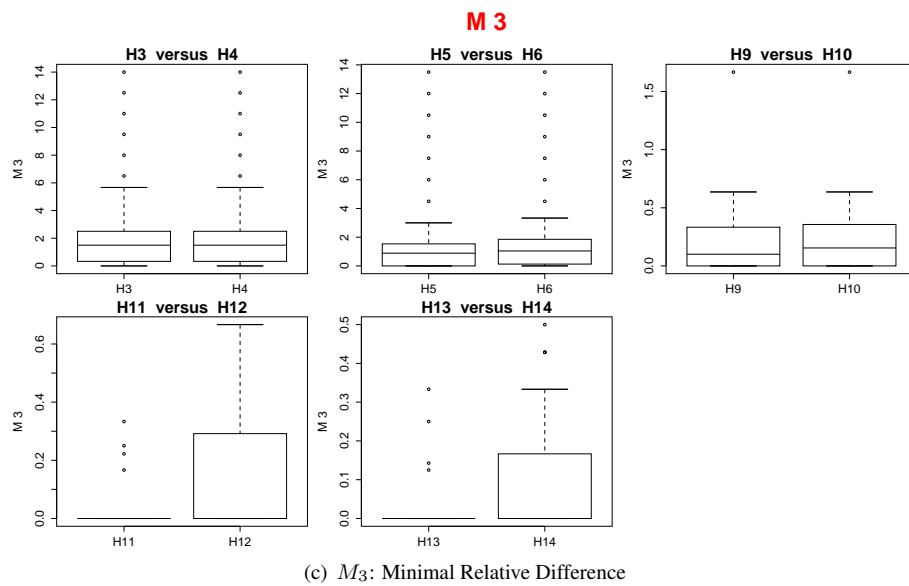 M 3
H3 versus H4
H5 versus H6
H9 versus H10
M 3
0 2 4 6 8 10 12 14
H3 H4
M 3
0 2 4 6 8 10 12 14
H5 H6
M 3
0.0 0.5 1.0 1.5
H9 H10
H11 versus H12
H13 versus H14
M 3
0.0 0.2 0.4 0.6
H11 H12
M 3
0.0 0.1 0.2 0.3 0.4 0.5
H13 H14
(c) M₃: Minimal Relative Difference